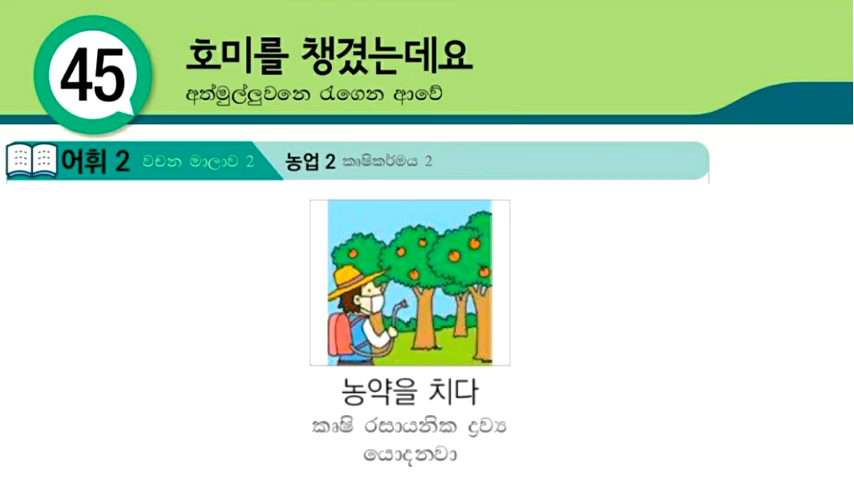 45
호미를 챙겼는데요
අත්මුල්ලුවනෙ රැගෙන ආවේ
어휘 2 වචන මාලාව 2 농업 2 කෘෂිකර්මය 2
농약을 치다
කෘෂි රසායනික ද්‍රව්‍ය
යොදනවා